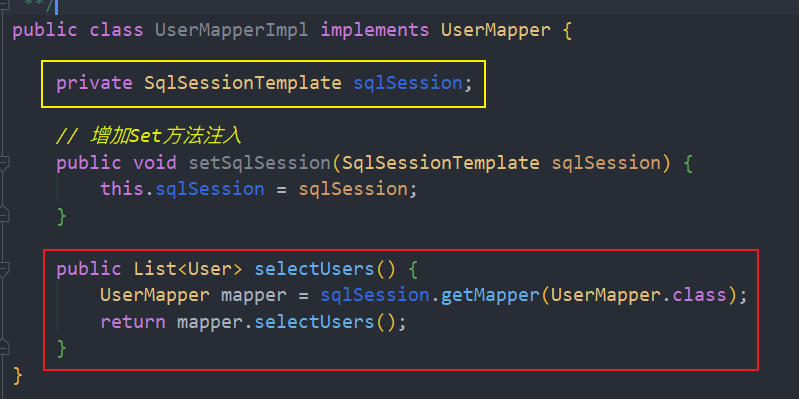 **/
public class UserMapperImpl implements UserMapper {
private SqlSessionTemplate sqlSession;
// 增加Set方法注入
public void setSqlSession(SqlSessionTemplate sqlSession) {
this.sqlSession = sqlSession;
}
public List<User> selectUsers() {
UserMapper mapper = sqlSession.getMapper(UserMapper.class);
return mapper.selectUsers();
}
}